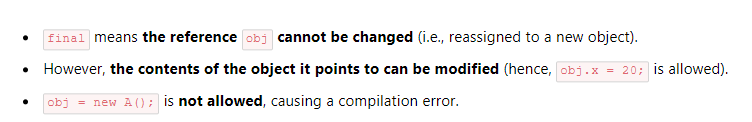 • final means the reference obj cannot be changed (i.e., reassigned to a new object).
• However, the contents of the object it points to can be modified (hence, obj.x = 20; is allowed).
• obj = new A(); is not allowed, causing a compilation error.